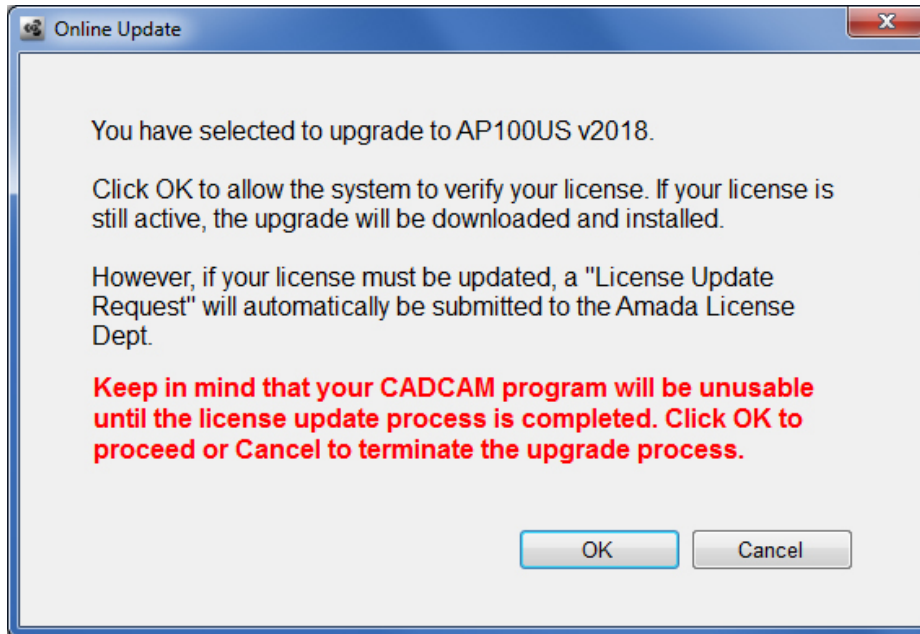 Online Update
You have selected to upgrade to AP100US v2018.
Click OK to allow the system to verify your license. If your license is
still active, the upgrade will be downloaded and installed.
However, if your license must be updated, a "License Update
Request" will automatically be submitted to the Amada License
Dept.
Keep in mind that your CADCAM program will be unusable
until the license update process is completed. Click OK to
proceed or Cancel to terminate the upgrade process.
OK Cancel